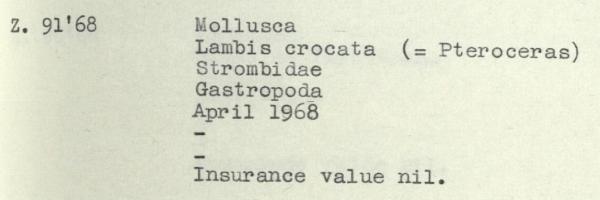 Z. 91'68 Mollusca
Lambis crocata (= Pteroceras)
Strombidae
Gastropoda
April 1968
-
-
Insurance value nil.